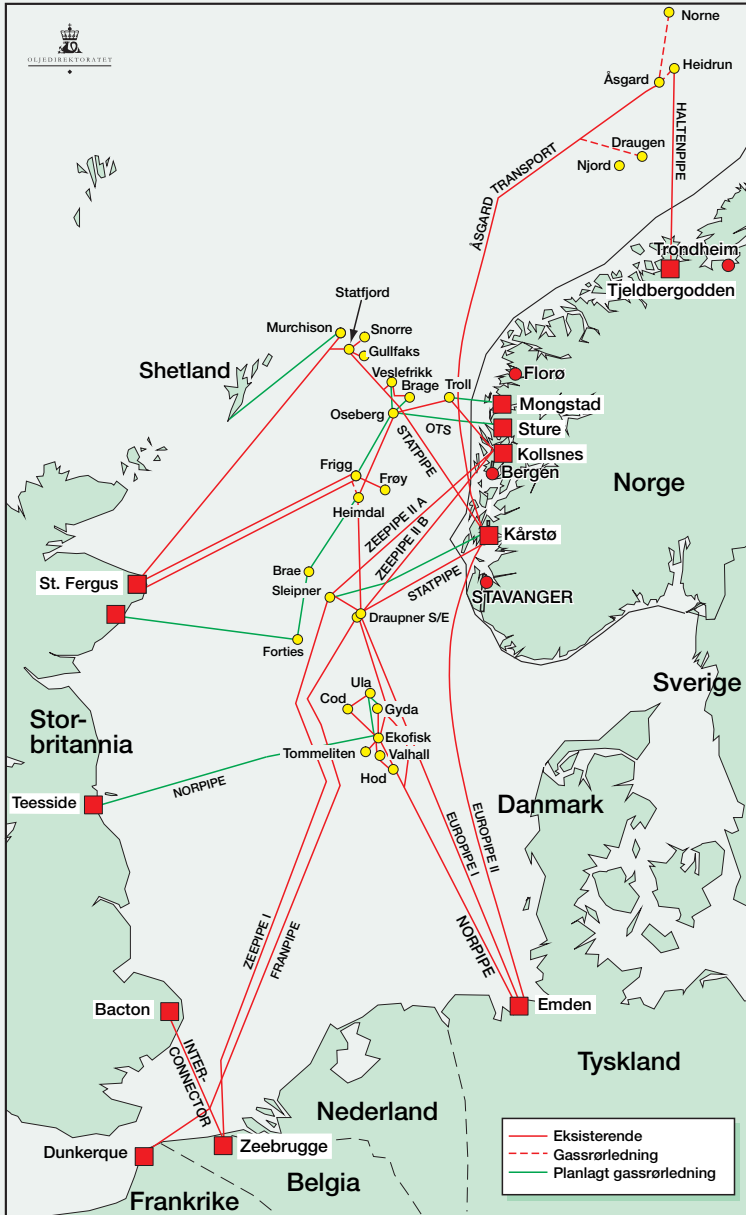 OLJEDIREKTORATET
Norne
Heidrun
Åsgard
HALTENPIPE
Draugen
Njord
ÅSGARD TRANSPORT
Trondheim
Tjeldbergodden
Statfjord
Murchison
Snorre
Gullfaks
Shetland
Veslefrikk
Brage
Troll
Florø
Mongstad
Oseberg
OTS
Sture
STATPIPE
Kollsnes
Bergen
Frigg
Frøy
Norge
Heimdal
ZEEPIPE II A
ZEEPIPE II B
Kårstø
Brae
St. Fergus
Sleipner
STATPIPE
STAVANGER
Draupner S/E
Forties
Sverige
Ula
Cod
Gyda
Stor-
britannia
Ekofisk
Tommeliten
Valhall
Hod
NORPIPE
Teesside
Danmark
EUROPIPE I
EUROPIPE II
ZEEPIPE I
FRANPIPE
NORPIPE
Bacton
Emden
INTER-
CONNECTOR
Tyskland
Nederland
Zeebrugge
Dunkerque
Belgia
Frankrike
Eksisterende
Gassrørledning
Planlagt gassrørledning